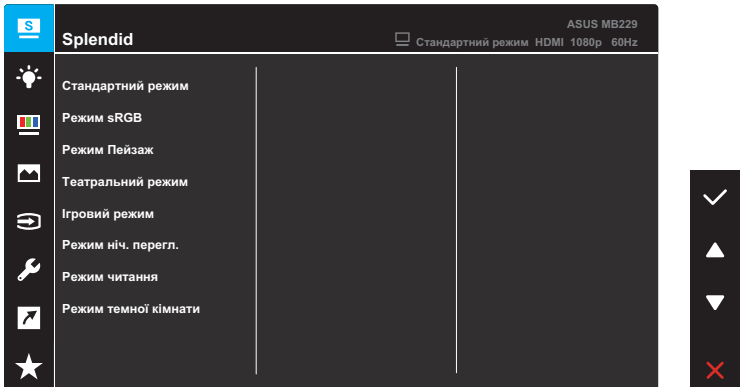 S
ASUS MB229
Splendid
Стандартний режим HDMI 1080p 60Hz
Стандартний режим
Режим sRGB
Режим Пейзаж
Театральний режим
Ігровий режим
Режим ніч. перегл.
Режим читання
Режим темної кімнати